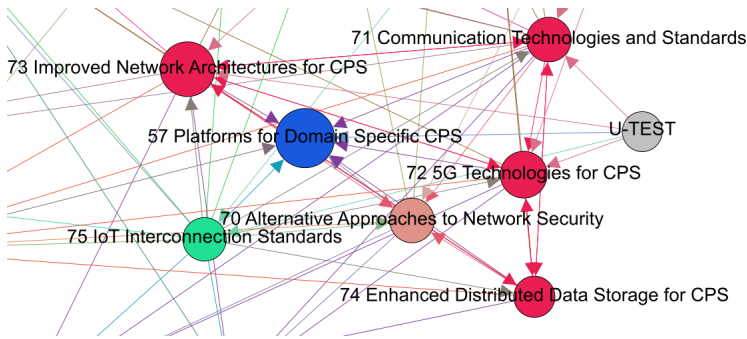 71 Communication Technologies and Standards
73 Improved Network Architectures for CPS
57 Platforms for Domain Specific CPS
U-TEST
72 5G Technologies for CPS
70 Alternative Approaches to Network Security
75 IoT Interconnection Standards
74 Enhanced Distributed Data Storage for CPS